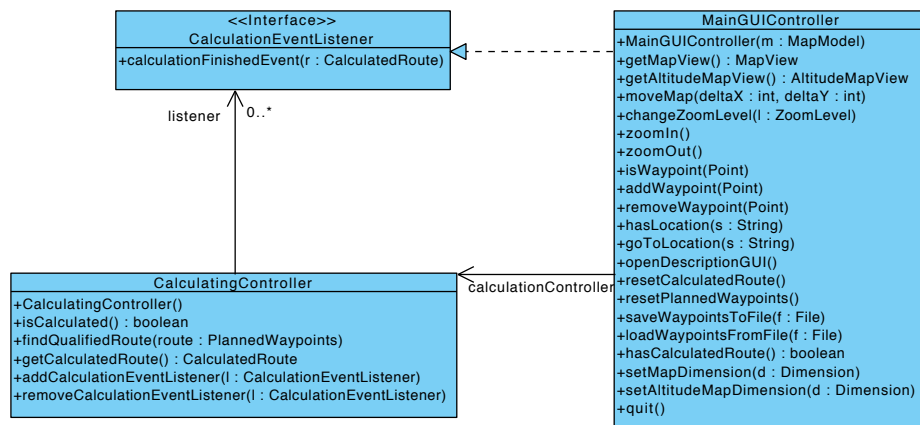 <<Interface>>
CalculationEventListener
+calculationFinishedEvent(r : CalculatedRoute)
listener
0..*
CalculatingController
+CalculatingController()
+isCalculated() : boolean
+findQualifiedRoute(route : PlannedWaypoints)
+getCalculatedRoute() : CalculatedRoute
+addCalculationEventListener(l : CalculationEventListener)
+removeCalculationEventListener(l : CalculationEventListener)
calculationController
MainGUIController
+MainGUIController(m : MapModel)
+getMapView() : MapView
+getAltitudeMapView() : AltitudeMapView
+moveMap(deltaX : int, deltaY : int)
+changeZoomLevel(l : ZoomLevel)
+zoomIn()
+zoomOut()
+isWaypoint(Point)
+addWaypoint(Point)
+removeWaypoint(Point)
+hasLocation(s : String)
+goToLocation(s : String)
+openDescriptionGUI()
+resetCalculatedRoute()
+resetPlannedWaypoints()
+saveWaypointsToFile(f : File)
+loadWaypointsFromFile(f : File)
+hasCalculatedRoute() : boolean
+setMapDimension(d : Dimension)
+setAltitudeMapDimension(d : Dimension)
+quit()